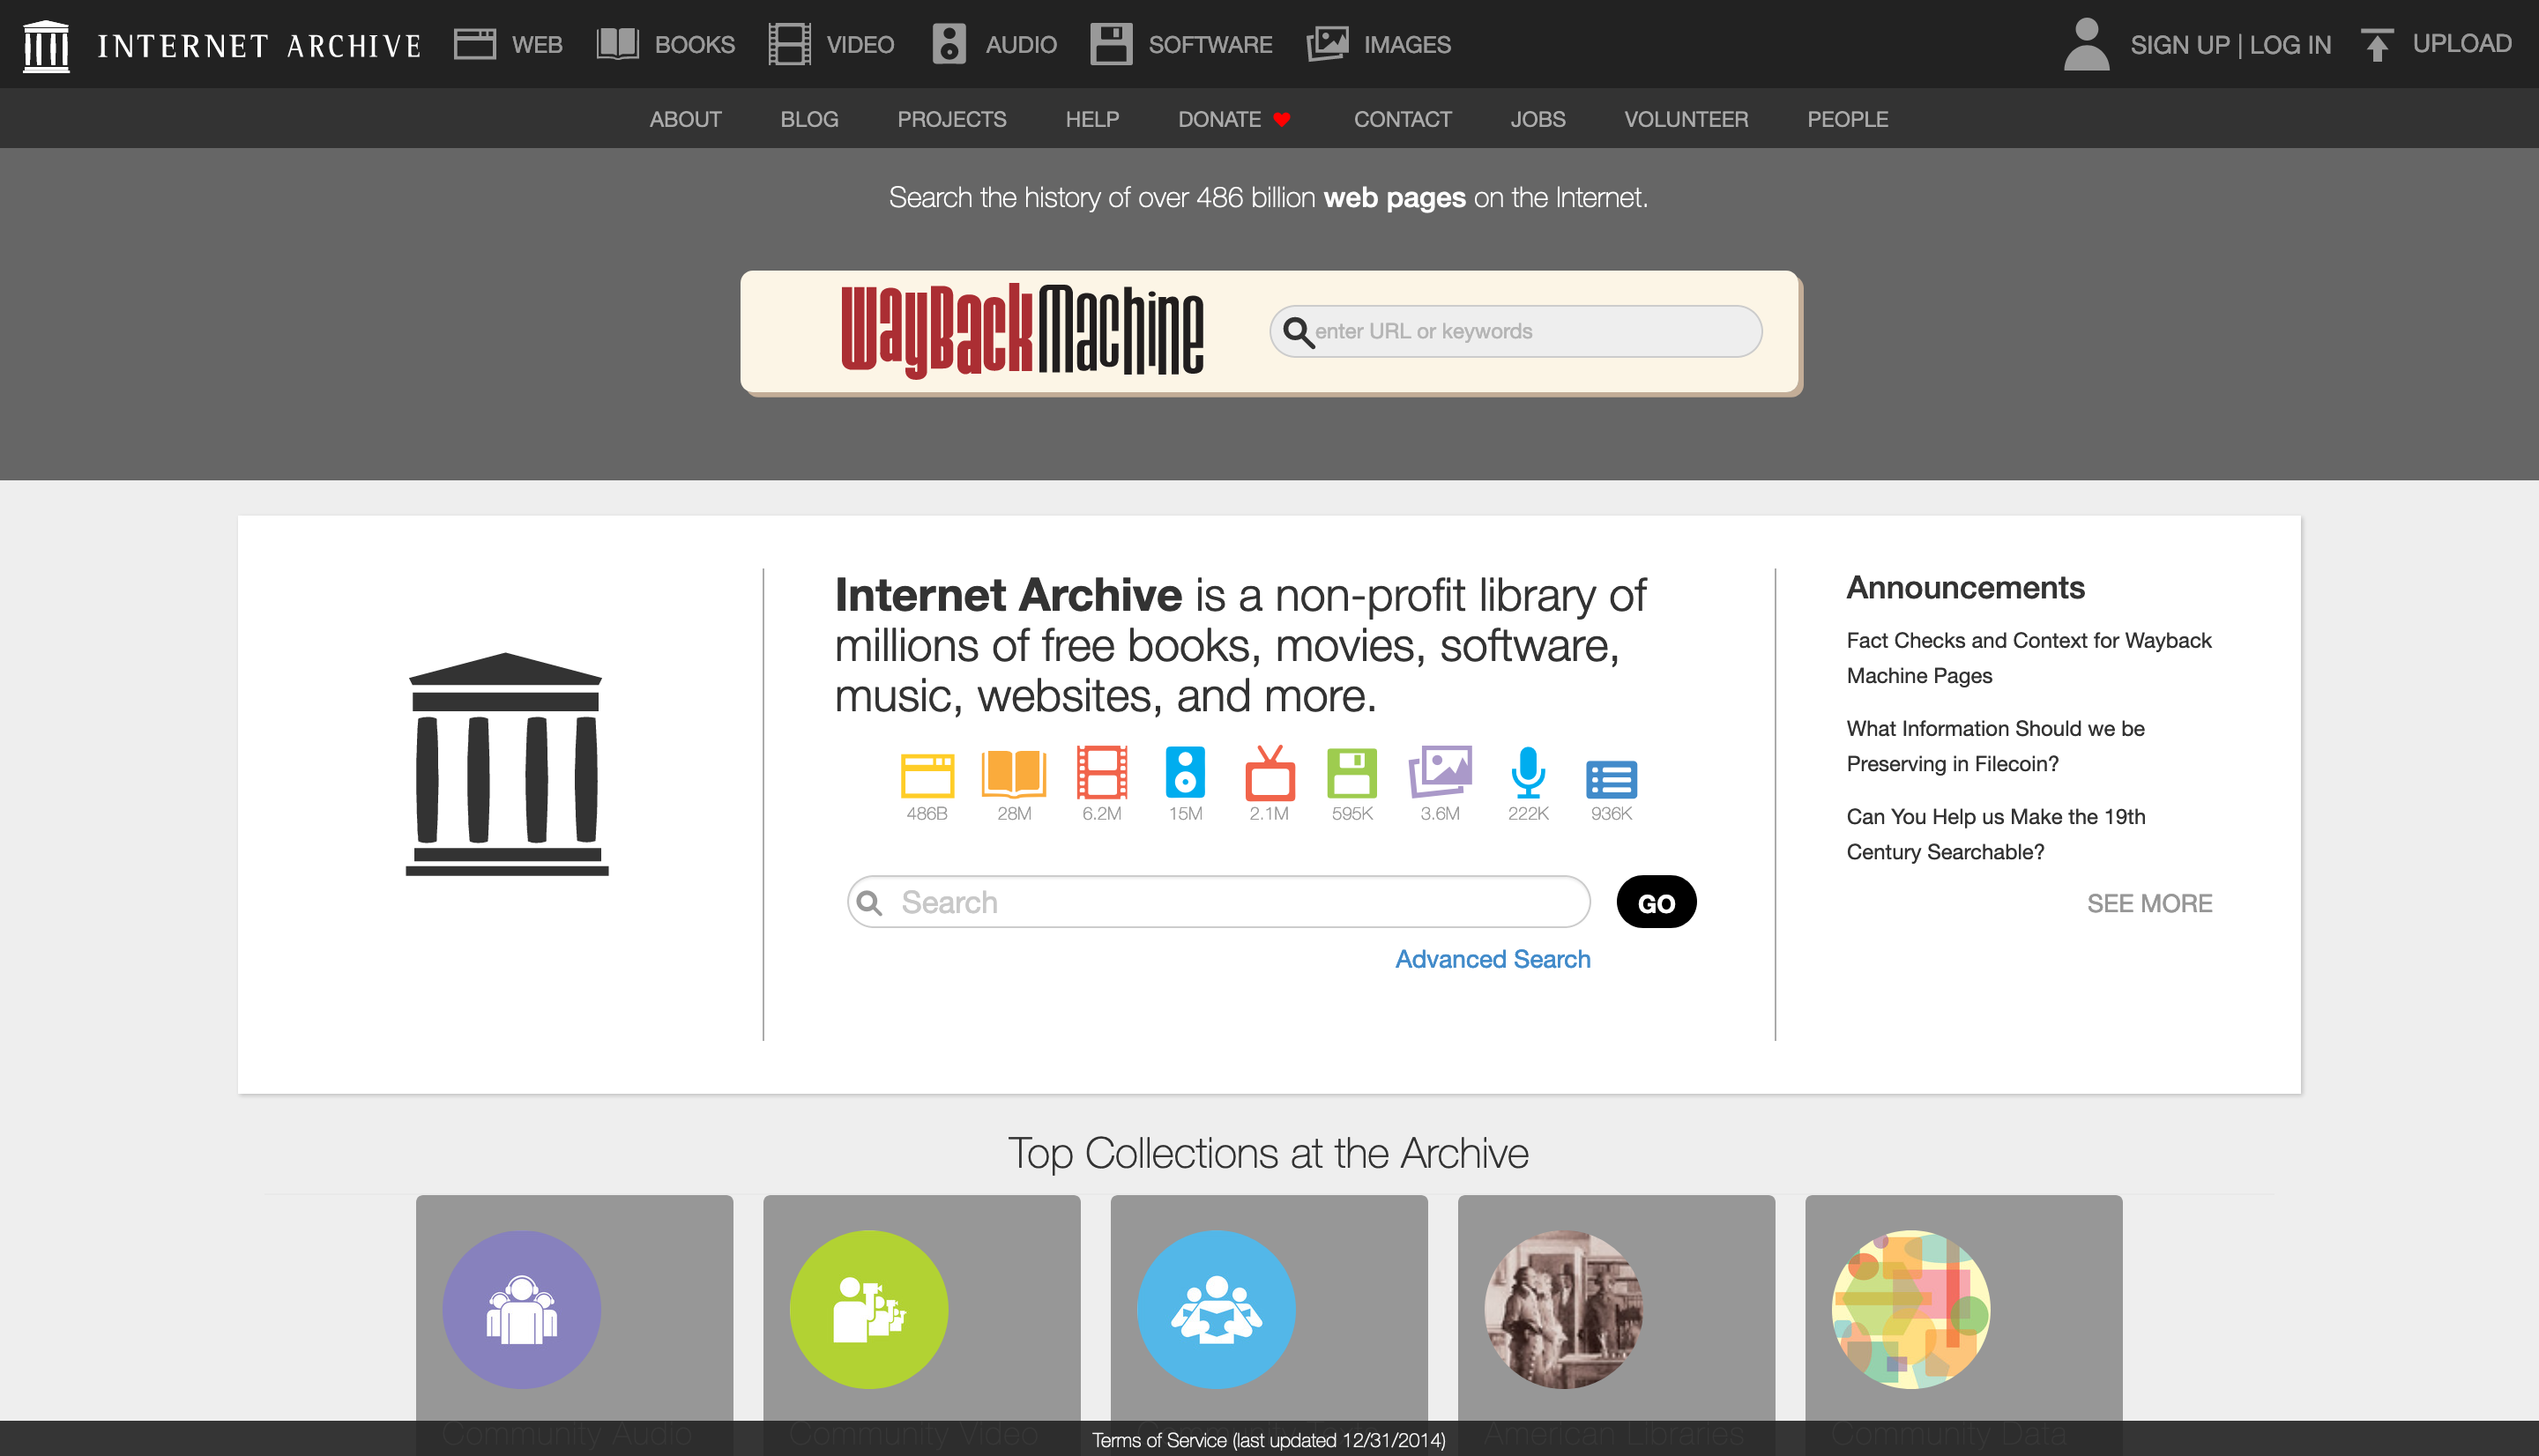 INTERNET ARCHIVE WEB BOOKS VIDEO AUDIO SOFTWARE IMAGES SIGN UP | LOG IN UPLOAD
ABOUT BLOG PROJECTS HELP DONATE CONTACT JOBS VOLUNTEER PEOPLE
Search the history of over 486 billion web pages on the Internet.
WayBackMachine
enter URL or keywords
Internet Archive is a non-profit library of
millions of free books, movies, software,
music, websites, and more.
486B 28M 6.2M 15M 2.1M 595K 3.6M 222K 936K
Search
GO
Advanced Search
Announcements
Fact Checks and Context for Wayback
Machine Pages
What Information Should we be
Preserving in Filecoin?
Can You Help us Make the 19th
Century Searchable?
SEE MORE
Top Collections at the Archive
Community Audio
Community Video
American Libraries
Community Data
Terms of Service (last updated 12/31/2014)